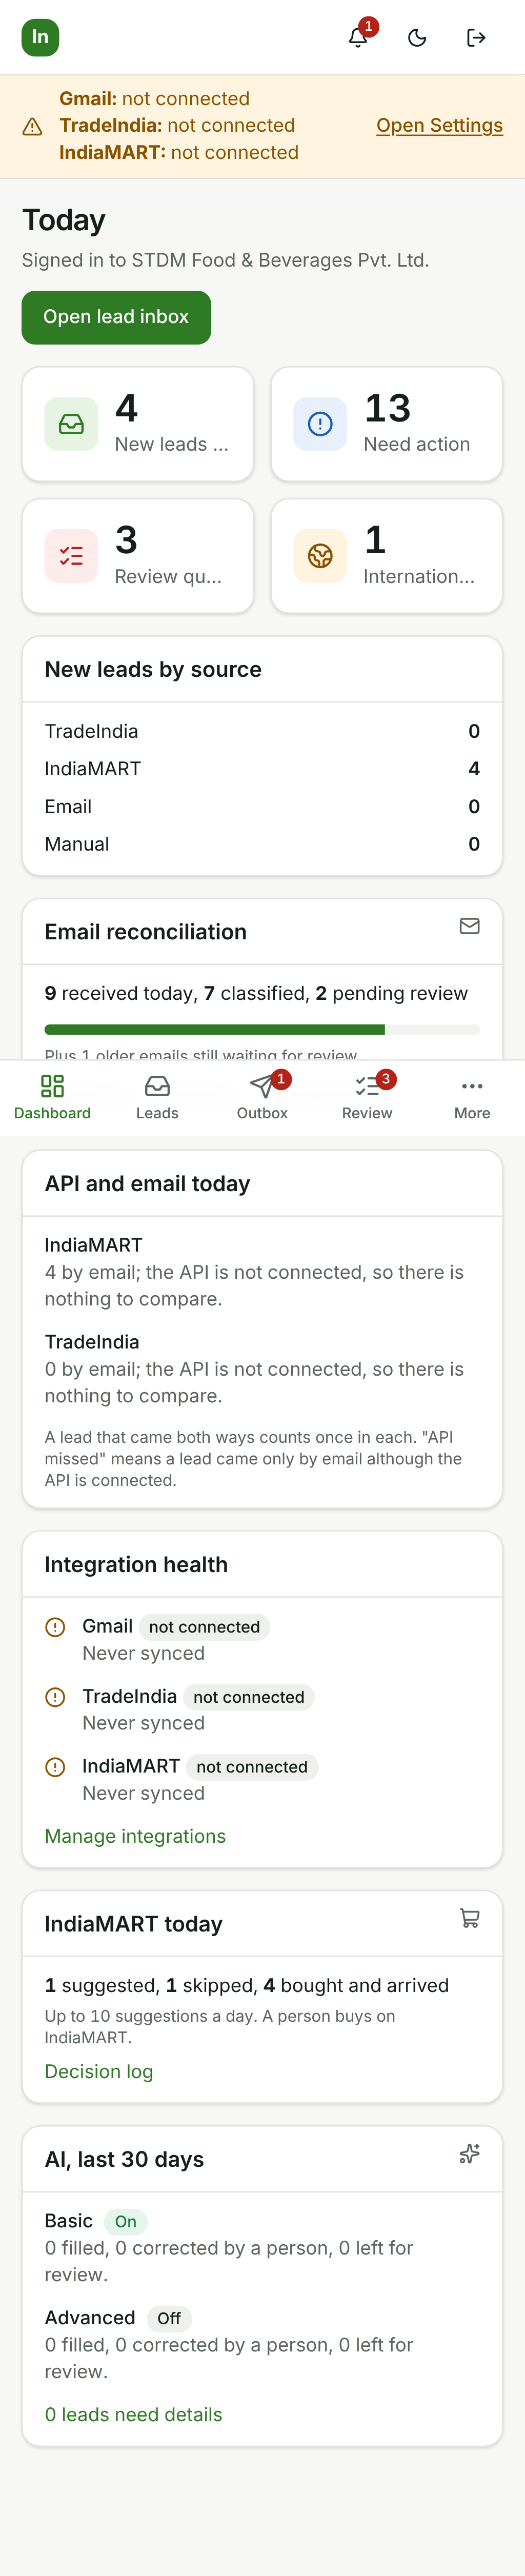 In
1
Gmail: not connected
TradeIndia: not connected
IndiaMART: not connected
Open Settings
Today
Signed in to STDM Food & Beverages Pvt. Ltd.
Open lead inbox
4
New leads ...
13
Need action
3
Review qu...
1
Internation...
New leads by source
TradeIndia 0
IndiaMART 4
Email 0
Manual 0
Email reconciliation
9 received today, 7 classified, 2 pending review
Plus 1 older emails still waiting for review
1
3
Dashboard
Leads
Outbox
Review
More
API and email today
IndiaMART
4 by email; the API is not connected, so there is
nothing to compare.
TradeIndia
0 by email; the API is not connected, so there is
nothing to compare.
A lead that came both ways counts once in each. "API
missed" means a lead came only by email although the
API is connected.
Integration health
Gmail not connected
Never synced
TradeIndia not connected
Never synced
IndiaMART not connected
Never synced
Manage integrations
IndiaMART today
1 suggested, 1 skipped, 4 bought and arrived
Up to 10 suggestions a day. A person buys on
IndiaMART.
Decision log
AI, last 30 days
Basic On
0 filled, 0 corrected by a person, 0 left for
review.
Advanced Off
0 filled, 0 corrected by a person, 0 left for
review.
0 leads need details